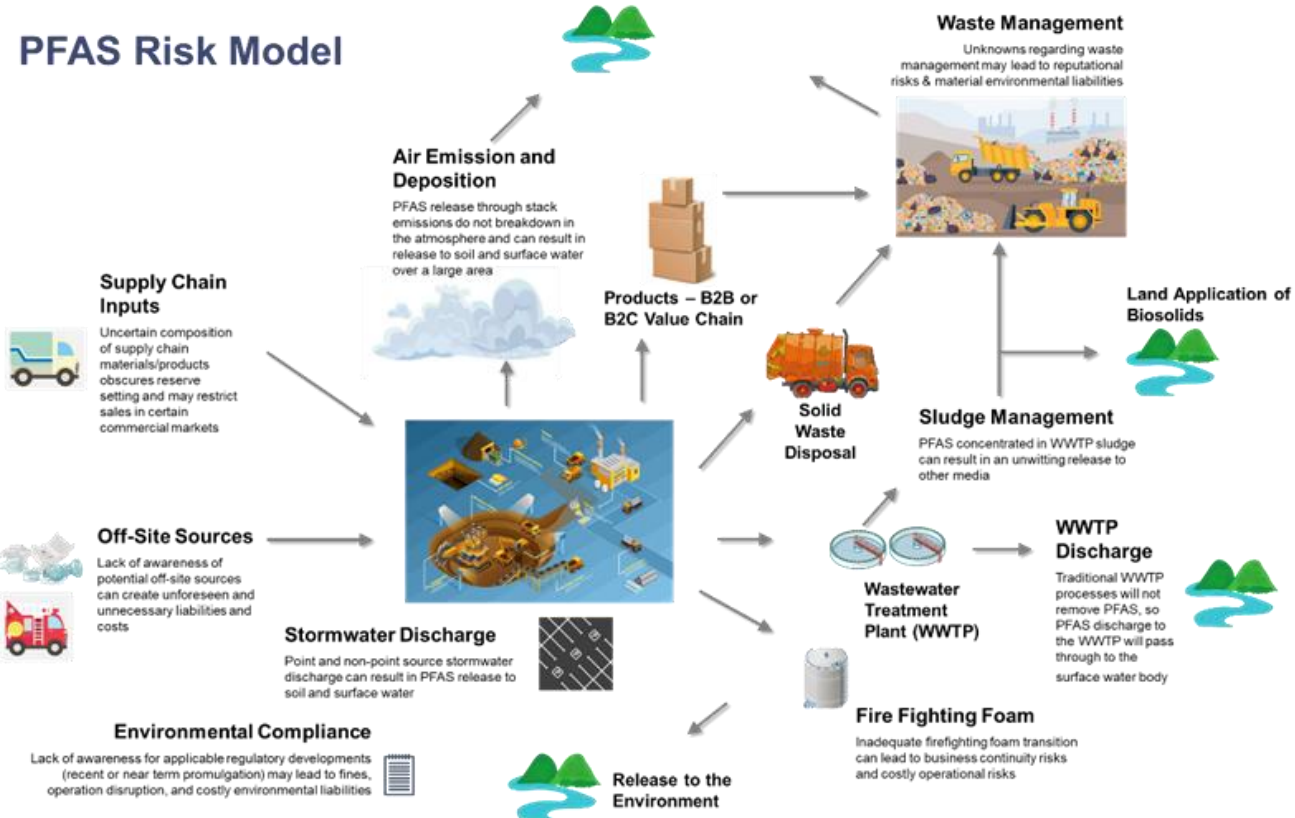 PFAS Risk Model
Waste Management
Unknowns regarding waste
management may lead to reputational
risks & material environmental liabilities
Air Emission and
Deposition
PFAS release through stack
emissions do not breakdown in
the atmosphere and can result in
release to soil and surface water
over a large area
Supply Chain
Inputs
Uncertain composition
of supply chain
materials/products
obscures reserve
setting and may restrict
sales in certain
commercial markets
Products – B2B or
B2C Value Chain
Land Application of
Biosolids
Solid
Waste
Disposal
Sludge Management
PFAS concentrated in WWTP sludge
can result in an unwitting release to
other media
Off-Site Sources
Lack of awareness of
potential off-site sources
can create unforeseen and
unnecessary liabilities and
costs
WWTP
Discharge
Traditional WWTP
processes will not
remove PFAS, so
PFAS discharge to
the WWTP will pass
through to the
surface water body
Wastewater
Treatment
Plant (WWTP)
Stormwater Discharge
Point and non-point source stormwater
discharge can result in PFAS release to
soil and surface water
Fire Fighting Foam
Inadequate firefighting foam transition
can lead to business continuity risks
and costly operational risks
Environmental Compliance
Lack of awareness for applicable regulatory developments
(recent or near term promulgation) may lead to fines,
operation disruption, and costly environmental liabilities
Release to the
Environment